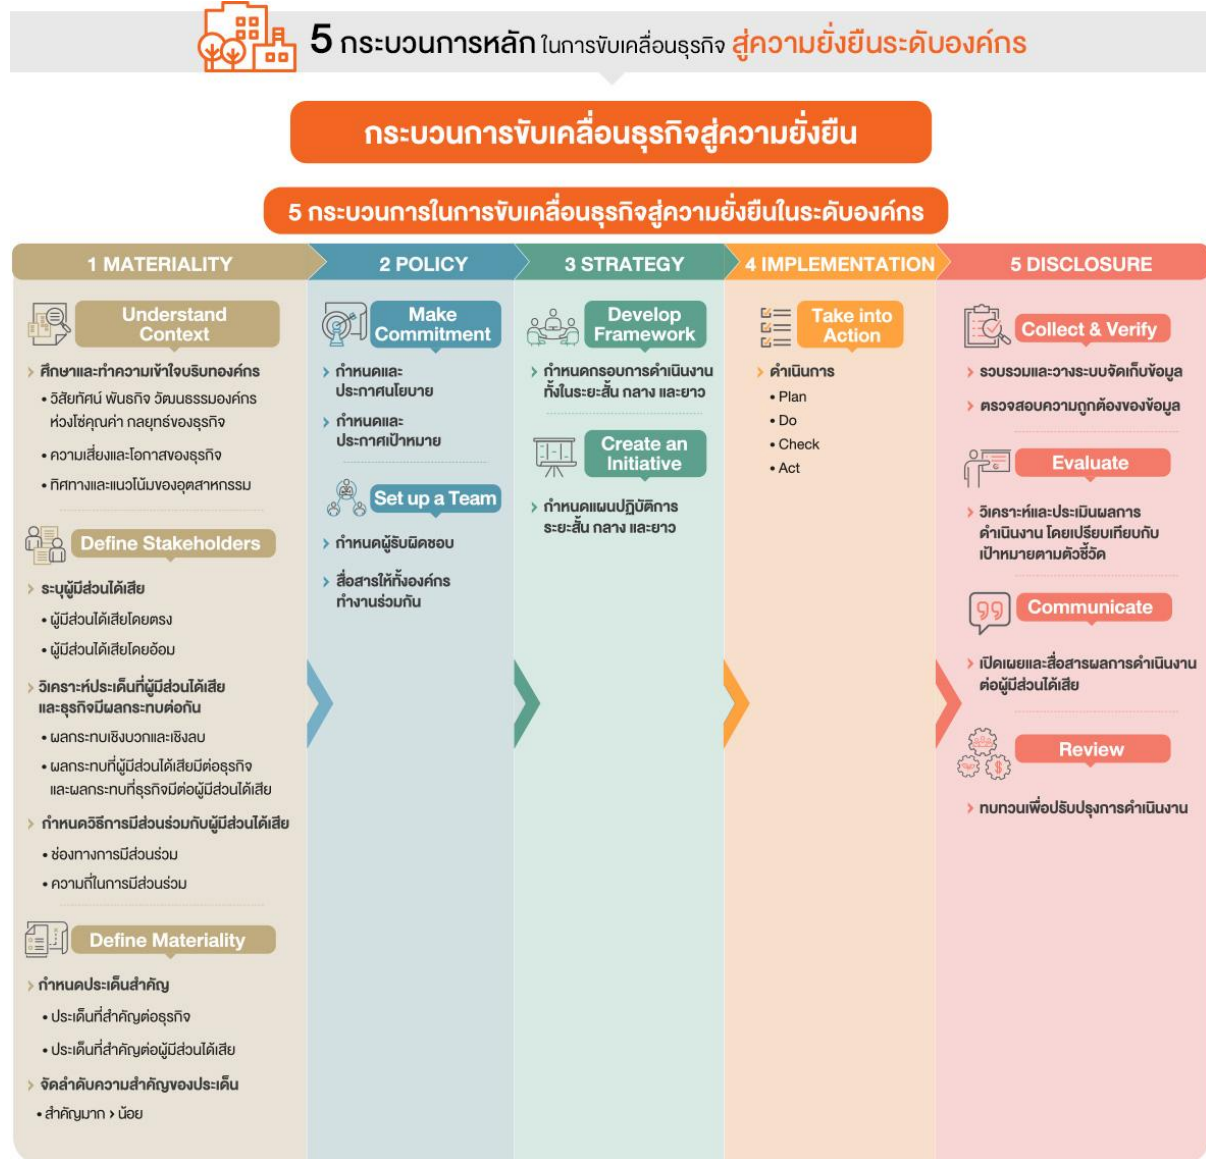 5 กระบวนการหลัก ในการขับเคลื่อนธุรกิจ สู่ความยั่งยืนระดับองค์กร
กระบวนการขับเคลื่อนธุรกิจสู่ความยั่งยืน
5 กระบวนการในการขับเคลื่อนธุรกิจสู่ความยั่งยืนในระดับองค์กร
1 MATERIALITY
Understand
Context
› ศึกษาและทำความเข้าใจบริบทองค์กร
• วิสัยทัศน์ พันธกิจ วัฒนธรรมองค์กร
ห่วงโซ่คุณค่า กลยุทธ์ของธุรกิจ
• ความเสี่ยงและโอกาสของธุรกิจ
• ทิศทางและแนวโน้มของอุตสาหกรรม
Define Stakeholders
› ระบุผู้มีส่วนได้เสีย
• ผู้มีส่วนได้เสียโดยตรง
• ผู้มีส่วนได้เสียโดยอ้อม
› วิเคราะห์ประเด็นที่ผู้มีส่วนได้เสีย
และธุรกิจมีผลกระทบต่อกัน
• ผลกระทบเชิงบวกและเชิงลบ
• ผลกระทบที่ผู้มีส่วนได้เสียมีต่อธุรกิจ
และผลกระทบที่ธุรกิจมีต่อผู้มีส่วนได้เสีย
› กำหนดวิธีการมีส่วนร่วมกับผู้มีส่วนได้เสีย
• ช่องทางการมีส่วนร่วม
• ความถี่ในการมีส่วนร่วม
Define Materiality
› กำหนดประเด็นสำคัญ
• ประเด็นที่สำคัญต่อธุรกิจ
• ประเด็นที่สำคัญต่อผู้มีส่วนได้เสีย
› จัดลำดับความสำคัญของประเด็น
• สำคัญมาก › น้อย
2 POLICY
Make
Commitment
› กำหนดและ
ประกาศนโยบาย
› กำหนดและ
ประกาศเป้าหมาย
Set up a Team
› กำหนดผู้รับผิดชอบ
› สื่อสารให้ทั้งองค์กร
ทำงานร่วมกัน
3 STRATEGY
Develop
Framework
› กำหนดกรอบการดำเนินงาน
ทั้งในระยะสั้น กลาง และยาว
Create an
Initiative
› กำหนดแผนปฏิบัติการ
ระยะสั้น กลาง และยาว
4 IMPLEMENTATION
Take into
Action
› ดำเนินการ
• Plan
• Do
• Check
• Act
5 DISCLOSURE
Collect & Verify
› รวบรวมและวางระบบจัดเก็บข้อมูล
› ตรวจสอบความถูกต้องของข้อมูล
Evaluate
› วิเคราะห์และประเมินผลการ
ดำเนินงาน โดยเปรียบเทียบกับ
เป้าหมายตามตัวชี้วัด
Communicate
› เปิดเผยและสื่อสารผลการดำเนินงาน
ต่อผู้มีส่วนได้เสีย
Review
› ทบทวนเพื่อปรับปรุงการดำเนินงาน